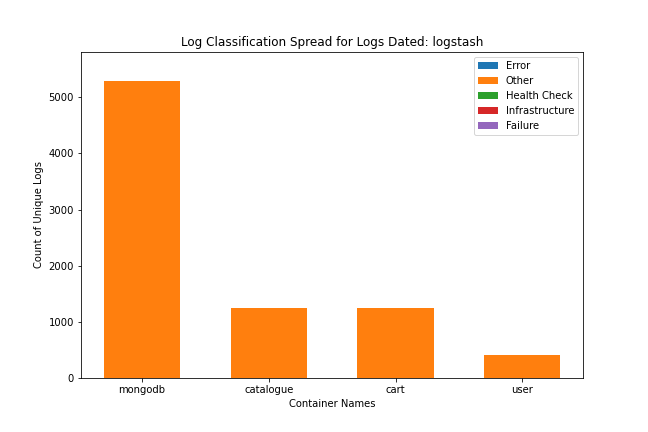 Log Classification Spread for Logs Dated: logstash
Error
Other
Health Check
Infrastructure
Failure
Count of Unique Logs
5000
4000
3000
2000
1000
0
mongodb
catalogue
cart
user
Container Names